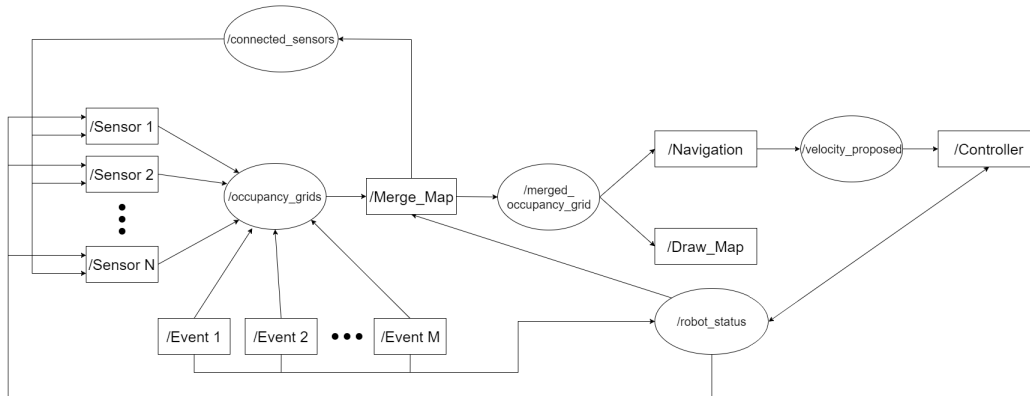 /connected_sensors
/Sensor 1
/Sensor 2
/Sensor N
/occupancy_grids
/Merge_Map
/merged_
occupancy_grid
/Navigation
/velocity_proposed
/Controller
/Draw_Map
/Event 1
/Event 2
/Event M
/robot_status